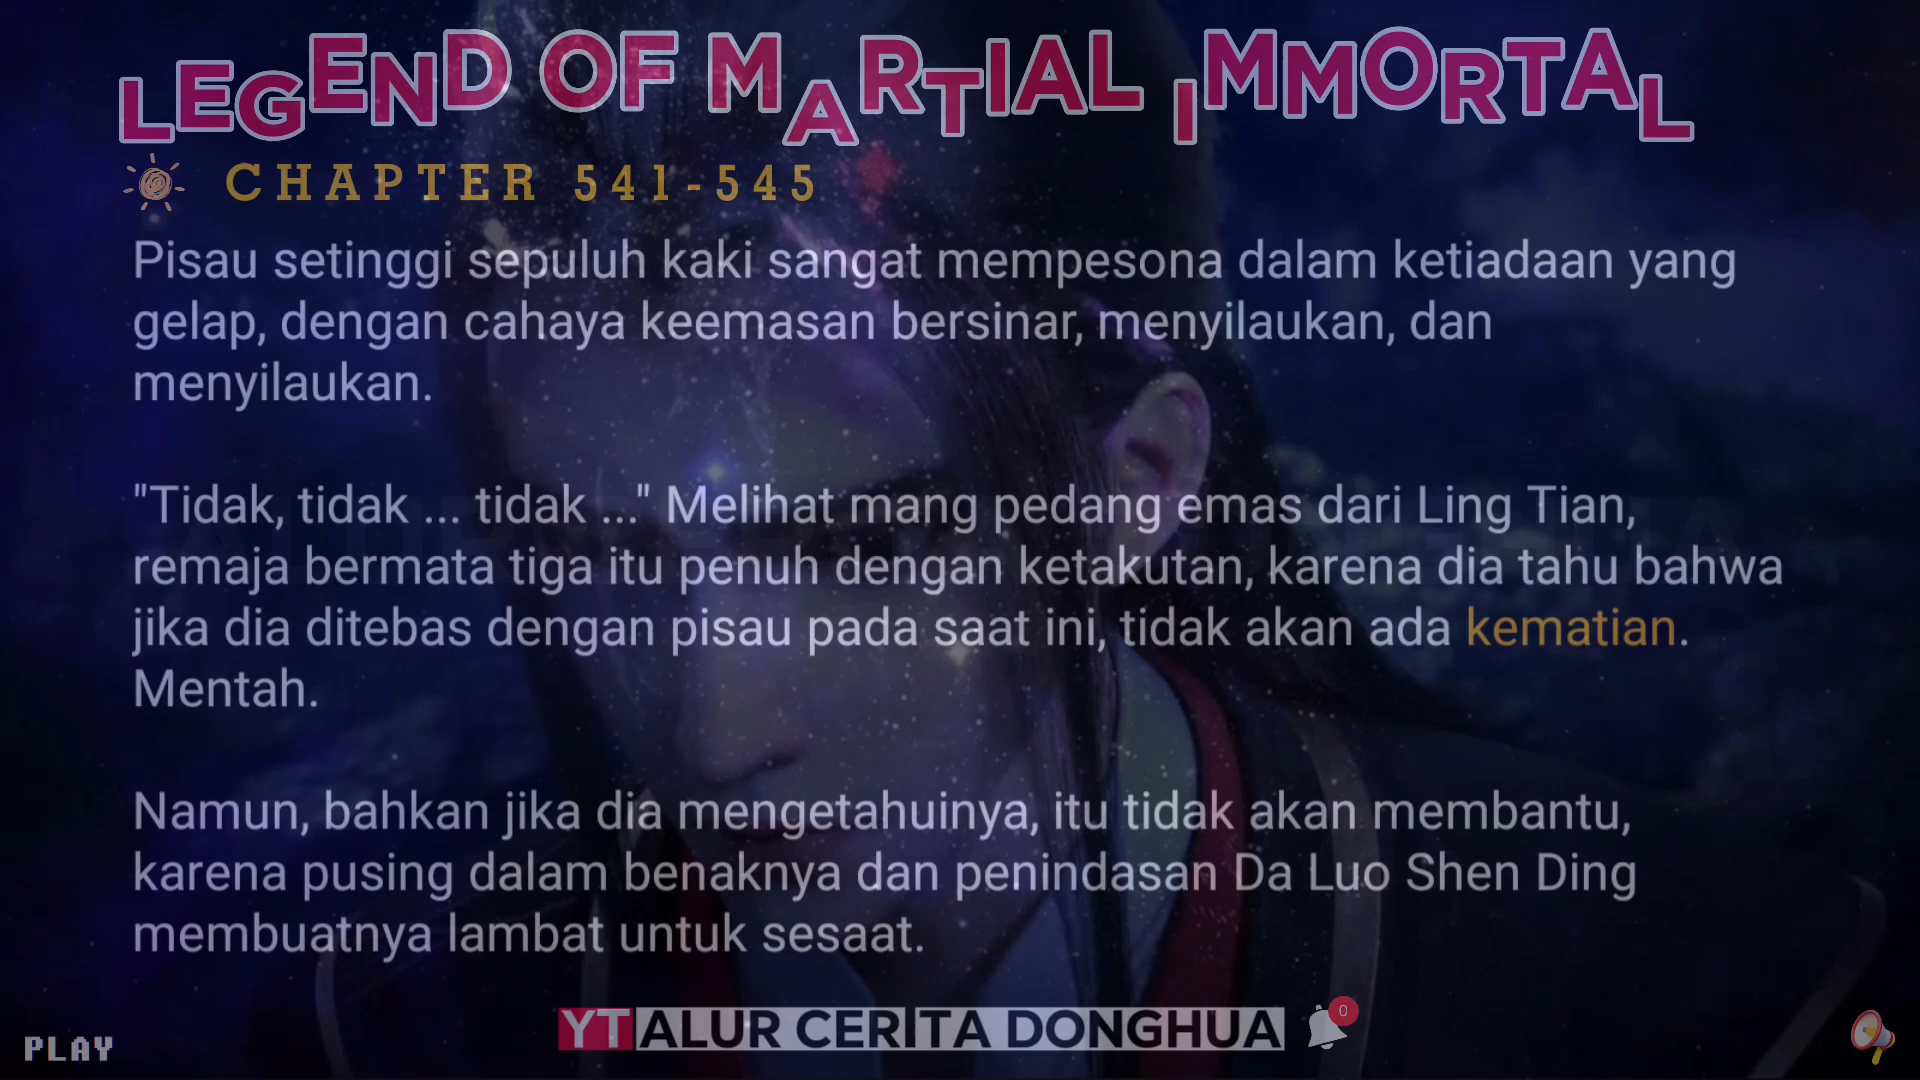 LEGEND OF MARTIAL IMMORTAL
CHAPTER 541-545
Pisau setinggi sepuluh kaki sangat mempesona dalam ketiadaan yang
gelap, dengan cahaya keemasan bersinar, menyilaukan, dan
menyilaukan.
"Tidak, tidak ... tidak ..." Melihat mang pedang emas dari Ling Tian,
remaja bermata tiga itu penuh dengan ketakutan, karena dia tahu bahwa
jika dia ditebas dengan pisau pada saat ini, tidak akan ada kematian.
Mentah.
Namun, bahkan jika dia mengetahuinya, itu tidak akan membantu,
karena pusing dalam benaknya dan penindasan Da Luo Shen Ding
membuatnya lambat untuk sesaat.
YT ALUR CERITA DONGHUA
0
PLAY